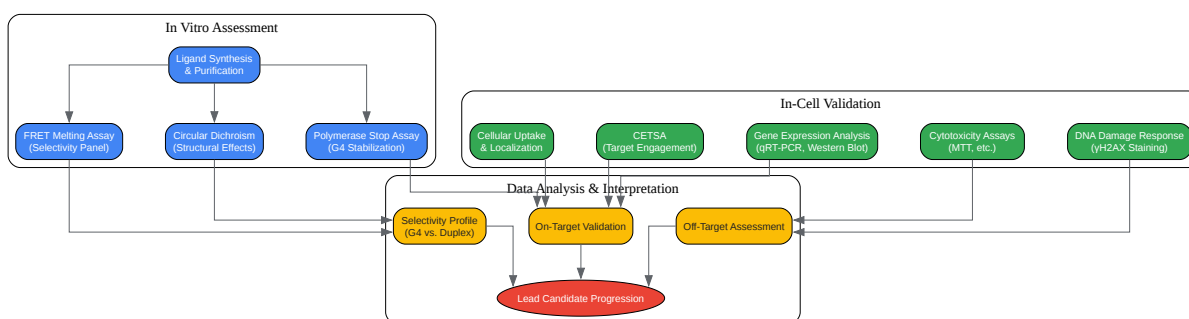 In Vitro Assessment
Ligand Synthesis
& Purification
FRET Melting Assay
(Selectivity Panel)
Circular Dichroism
(Structural Effects)
Polymerase Stop Assay
(G4 Stabilization)
In-Cell Validation
Cellular Uptake
& Localization
CETSA
(Target Engagement)
Gene Expression Analysis
(qRT-PCR, Western Blot)
Cytotoxicity Assays
(MTT, etc.)
DNA Damage Response
(γH2AX Staining)
Data Analysis & Interpretation
Selectivity Profile
(G4 vs. Duplex)
On-Target Validation
Off-Target Assessment
Lead Candidate Progression